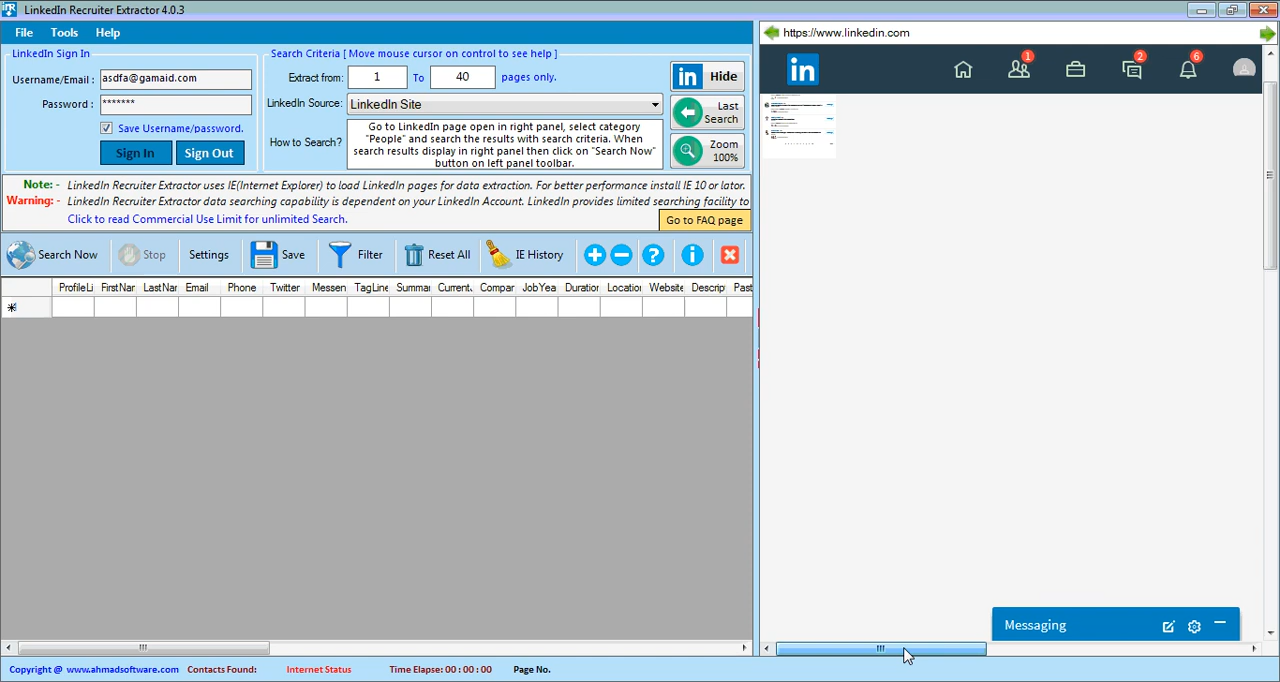 LinkedIn Recruiter Extractor 4.0.3
File Tools Help
https://www.linkedin.com
LinkedIn Sign In
Username/Email : asdfa@gamaid.com
Password : *******
Save Username/password.
Sign In Sign Out
Search Criteria [ Move mouse cursor on control to see help ]
Extract from: 1 To 40 pages only.
LinkedIn Source: LinkedIn Site
How to Search?
Go to LinkedIn page open in right panel, select category
"People" and search the results with search criteria. When
search results display in right panel then click on "Search Now"
button on left panel toolbar.
in Hide
Last
Search
Zoom
100%
in
1
2
6
Note: - LinkedIn Recruiter Extractor uses IE(Internet Explorer) to load LinkedIn pages for data extraction. For better performance install IE 10 or later.
Warning: - LinkedIn Recruiter Extractor data searching capability is dependent on your LinkedIn Account. LinkedIn provides limited searching facility to
Click to read Commercial Use Limit for unlimited Search.
Go to FAQ page
Search Now Stop Settings Save Filter Reset All IE History
ProfileLi FirstNar LastNar Email Phone Twitter Messen TagLine Summar Current. Compar JobYea Duration Location Website Descrip Past
Messaging
Copyright @ www.ahmadsoftware.com Contacts Found: Internet Status Time Elapse: 00 : 00 : 00 Page No.